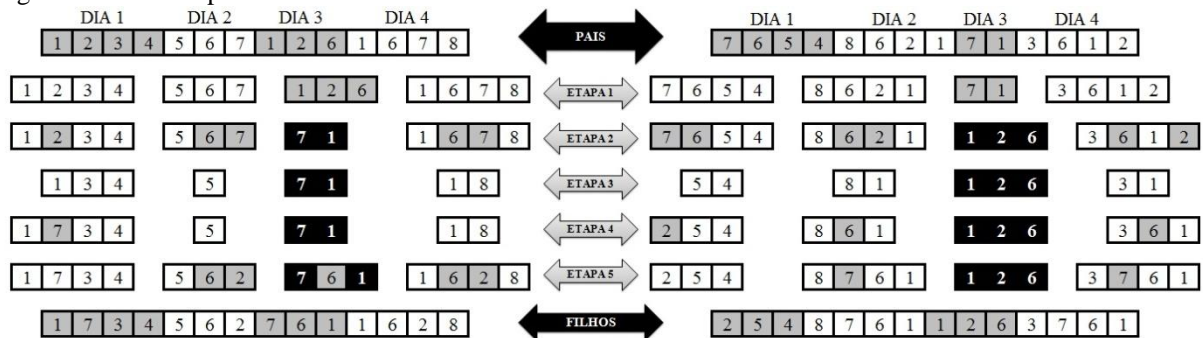 DIA 1 DIA 2 DIA 3 DIA 4 DIA 1 DIA 2 DIA 3 DIA 4
1 2 3 4 5 6 7 1 2 6 1 6 7 8 PAIS 7 6 5 4 8 6 2 1 7 1 3 6 1 2
1 2 3 4 5 6 7 1 2 6 1 6 7 8 ETAPA 1 7 6 5 4 8 6 2 1 7 1 3 6 1 2
1 2 3 4 5 6 7 7 1 1 6 7 8 ETAPA 2 7 6 5 4 8 6 2 1 1 2 6 3 6 1 2
1 3 4 5 7 1 1 8 ETAPA 3 5 4 8 1 1 2 6 3 1
1 7 3 4 5 7 1 1 8 ETAPA 4 2 5 4 8 6 1 1 2 6 3 6 1
1 7 3 4 5 6 2 7 6 1 1 6 2 8 ETAPA 5 2 5 4 8 7 6 1 1 2 6 3 7 6 1
1 7 3 4 5 6 2 7 6 1 1 6 2 8 FILHOS 2 5 4 8 7 6 1 1 2 6 3 7 6 1